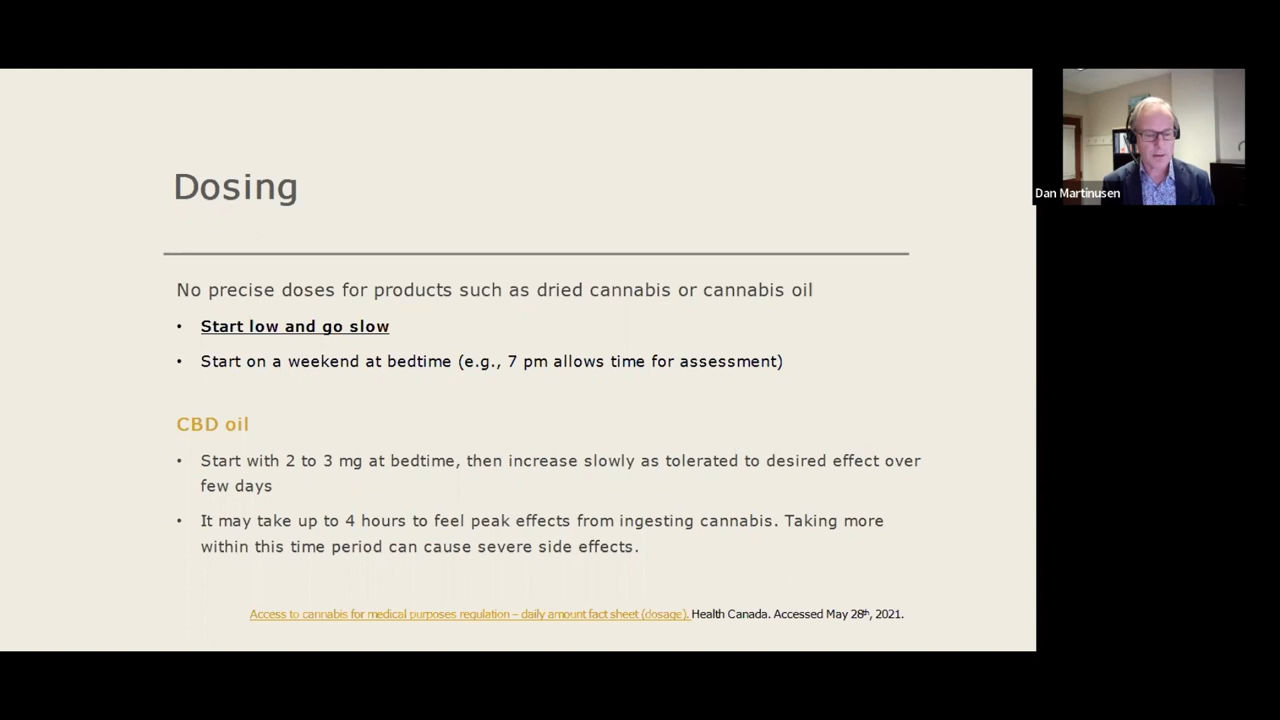 Dosing
No precise doses for products such as dried cannabis or cannabis oil
• Start low and go slow
• Start on a weekend at bedtime (e.g., 7 pm allows time for assessment)
CBD oil
• Start with 2 to 3 mg at bedtime, then increase slowly as tolerated to desired effect over
few days
• It may take up to 4 hours to feel peak effects from ingesting cannabis. Taking more
within this time period can cause severe side effects.
Access to cannabis for medical purposes regulation – daily amount fact sheet (dosage). Health Canada. Accessed May 28th, 2021.
Dan Martinusen